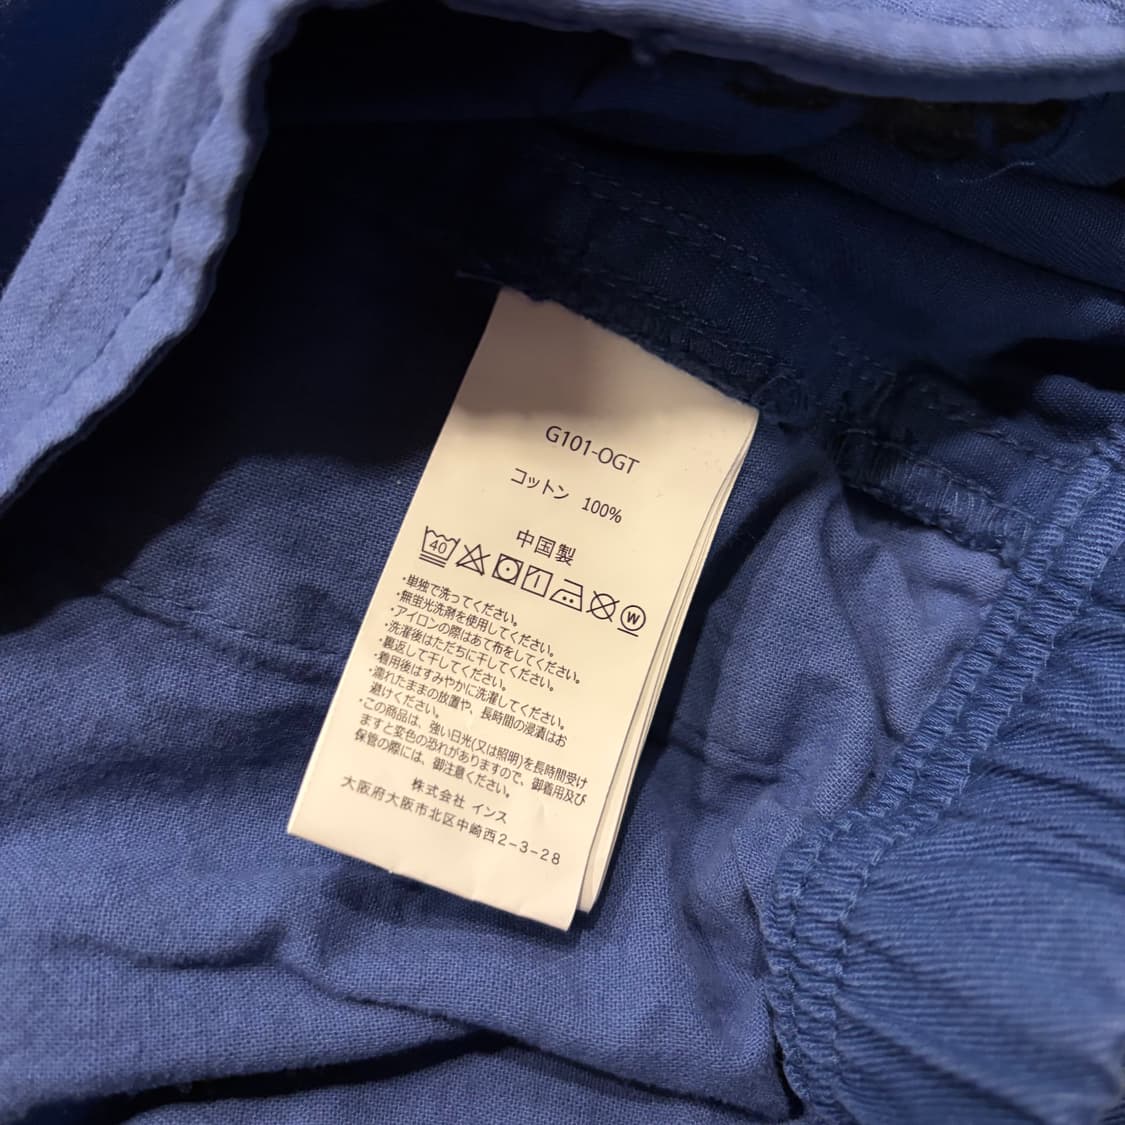 G101-OGT
コットン 100%
中国製
40
W
・単独で洗ってください。
・無蛍光洗剤を使用してください。
・アイロンの際はあて布をしてください。
・洗濯後はただちに干してください。
・裏返して干してください。
・着用後はすみやかに洗濯してください。
・濡れたままの放置や、長時間の浸漬はお
避けください。
・この商品は、強い日光(又は照明)を長時間受け
ますと変色の恐れがありますので、御着用及び
保管の際には、御注意ください。
株式会社 インス
大阪府大阪市北区中崎西2-3-28